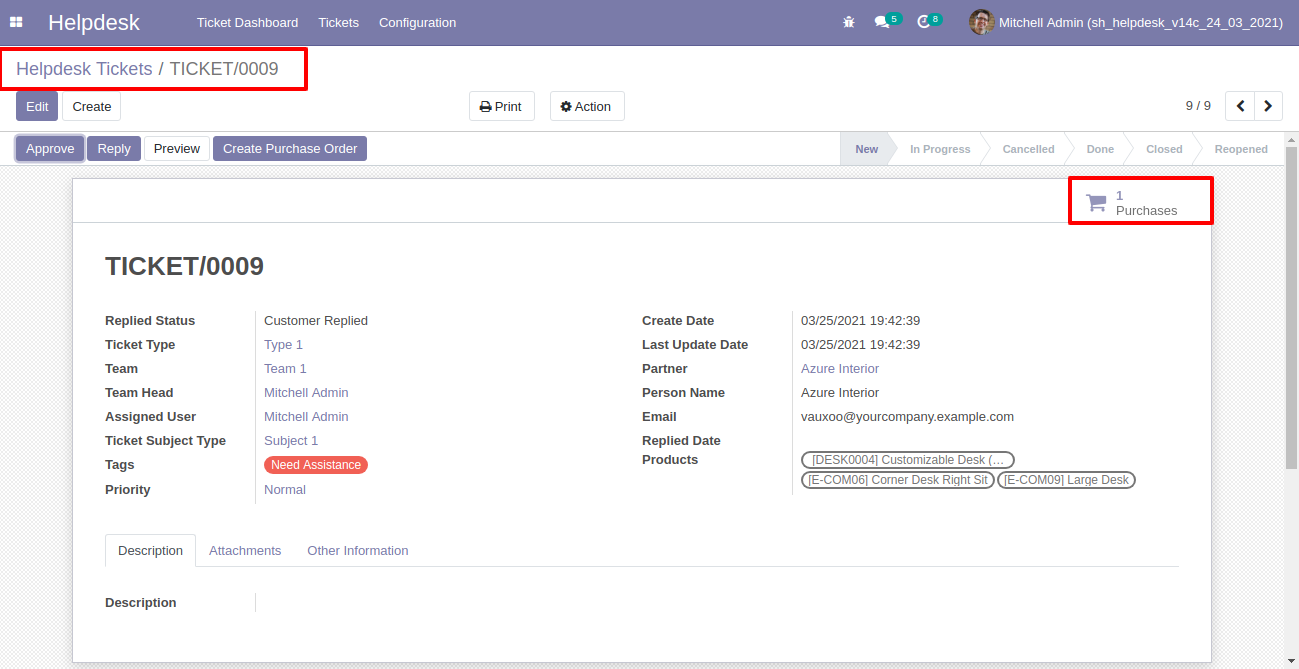 Helpdesk Ticket Dashboard Tickets Configuration 5 8 Mitchell Admin (sh_helpdesk_v14c_24_03_2021)
Helpdesk Tickets / TICKET/0009
Edit Create Print Action 9 / 9
Approve Reply Preview Create Purchase Order New In Progress Cancelled Done Closed Reopened
1
Purchases
TICKET/0009
Replied Status Customer Replied Create Date 03/25/2021 19:42:39
Ticket Type Type 1 Last Update Date 03/25/2021 19:42:39
Team Team 1 Partner Azure Interior
Team Head Mitchell Admin Person Name Azure Interior
Assigned User Mitchell Admin Email vauxoo@yourcompany.example.com
Ticket Subject Type Subject 1 Replied Date
Tags Need Assistance Products [DESK0004] Customizable Desk (...
[E-COM06] Corner Desk Right Sit [E-COM09] Large Desk
Priority Normal
Description Attachments Other Information
Description